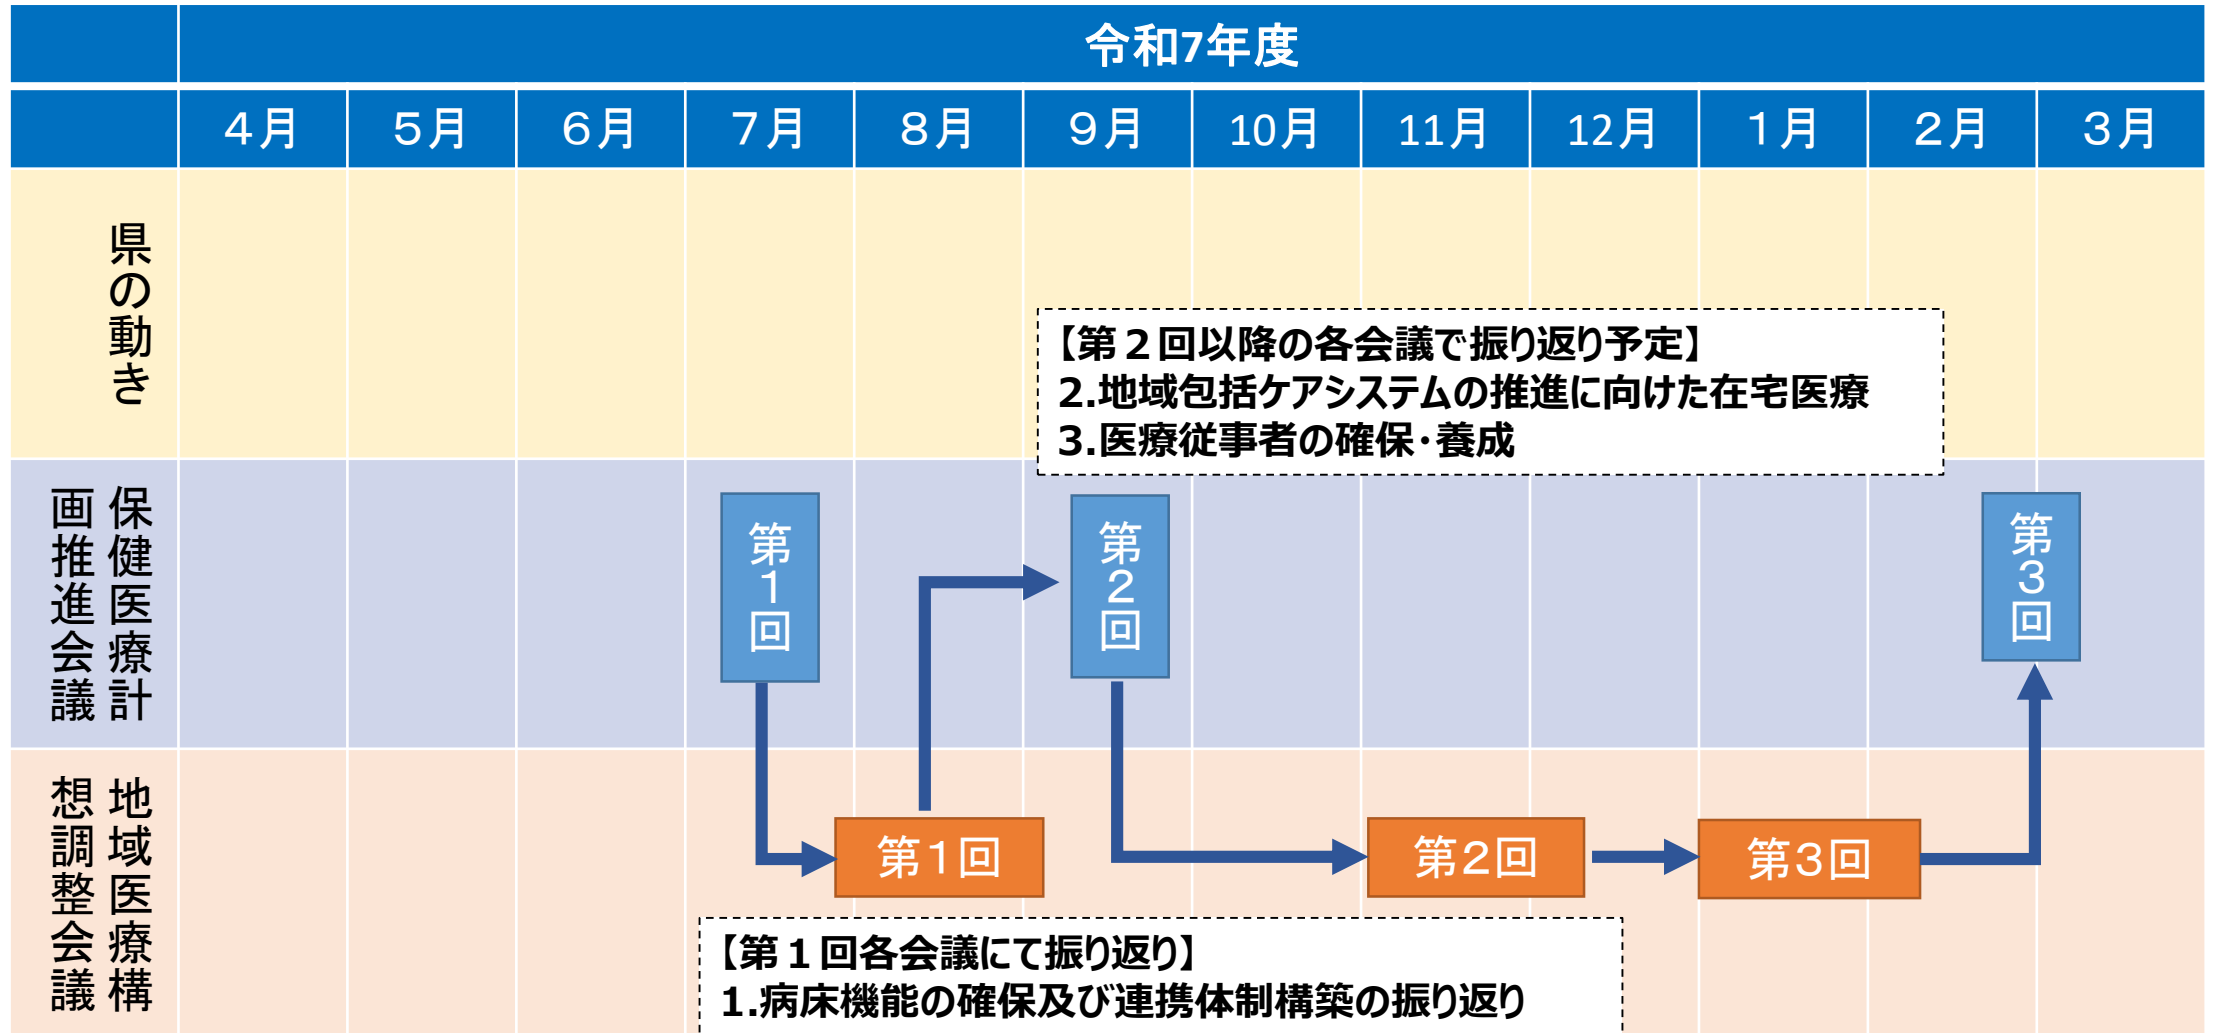 令和7年度
４月 ５月 ６月 ７月 ８月 ９月 10月 11月 12月 １月 ２月 ３月
県の動き
【第２回以降の各会議で振り返り予定】
2.地域包括ケアシステムの推進に向けた在宅医療
3.医療従事者の確保・養成
保健医療計
画推進会議
第１回
第２回
第３回
地域医療構
想調整会議
第１回
第２回
第３回
【第１回各会議にて振り返り】
1.病床機能の確保及び連携体制構築の振り返り